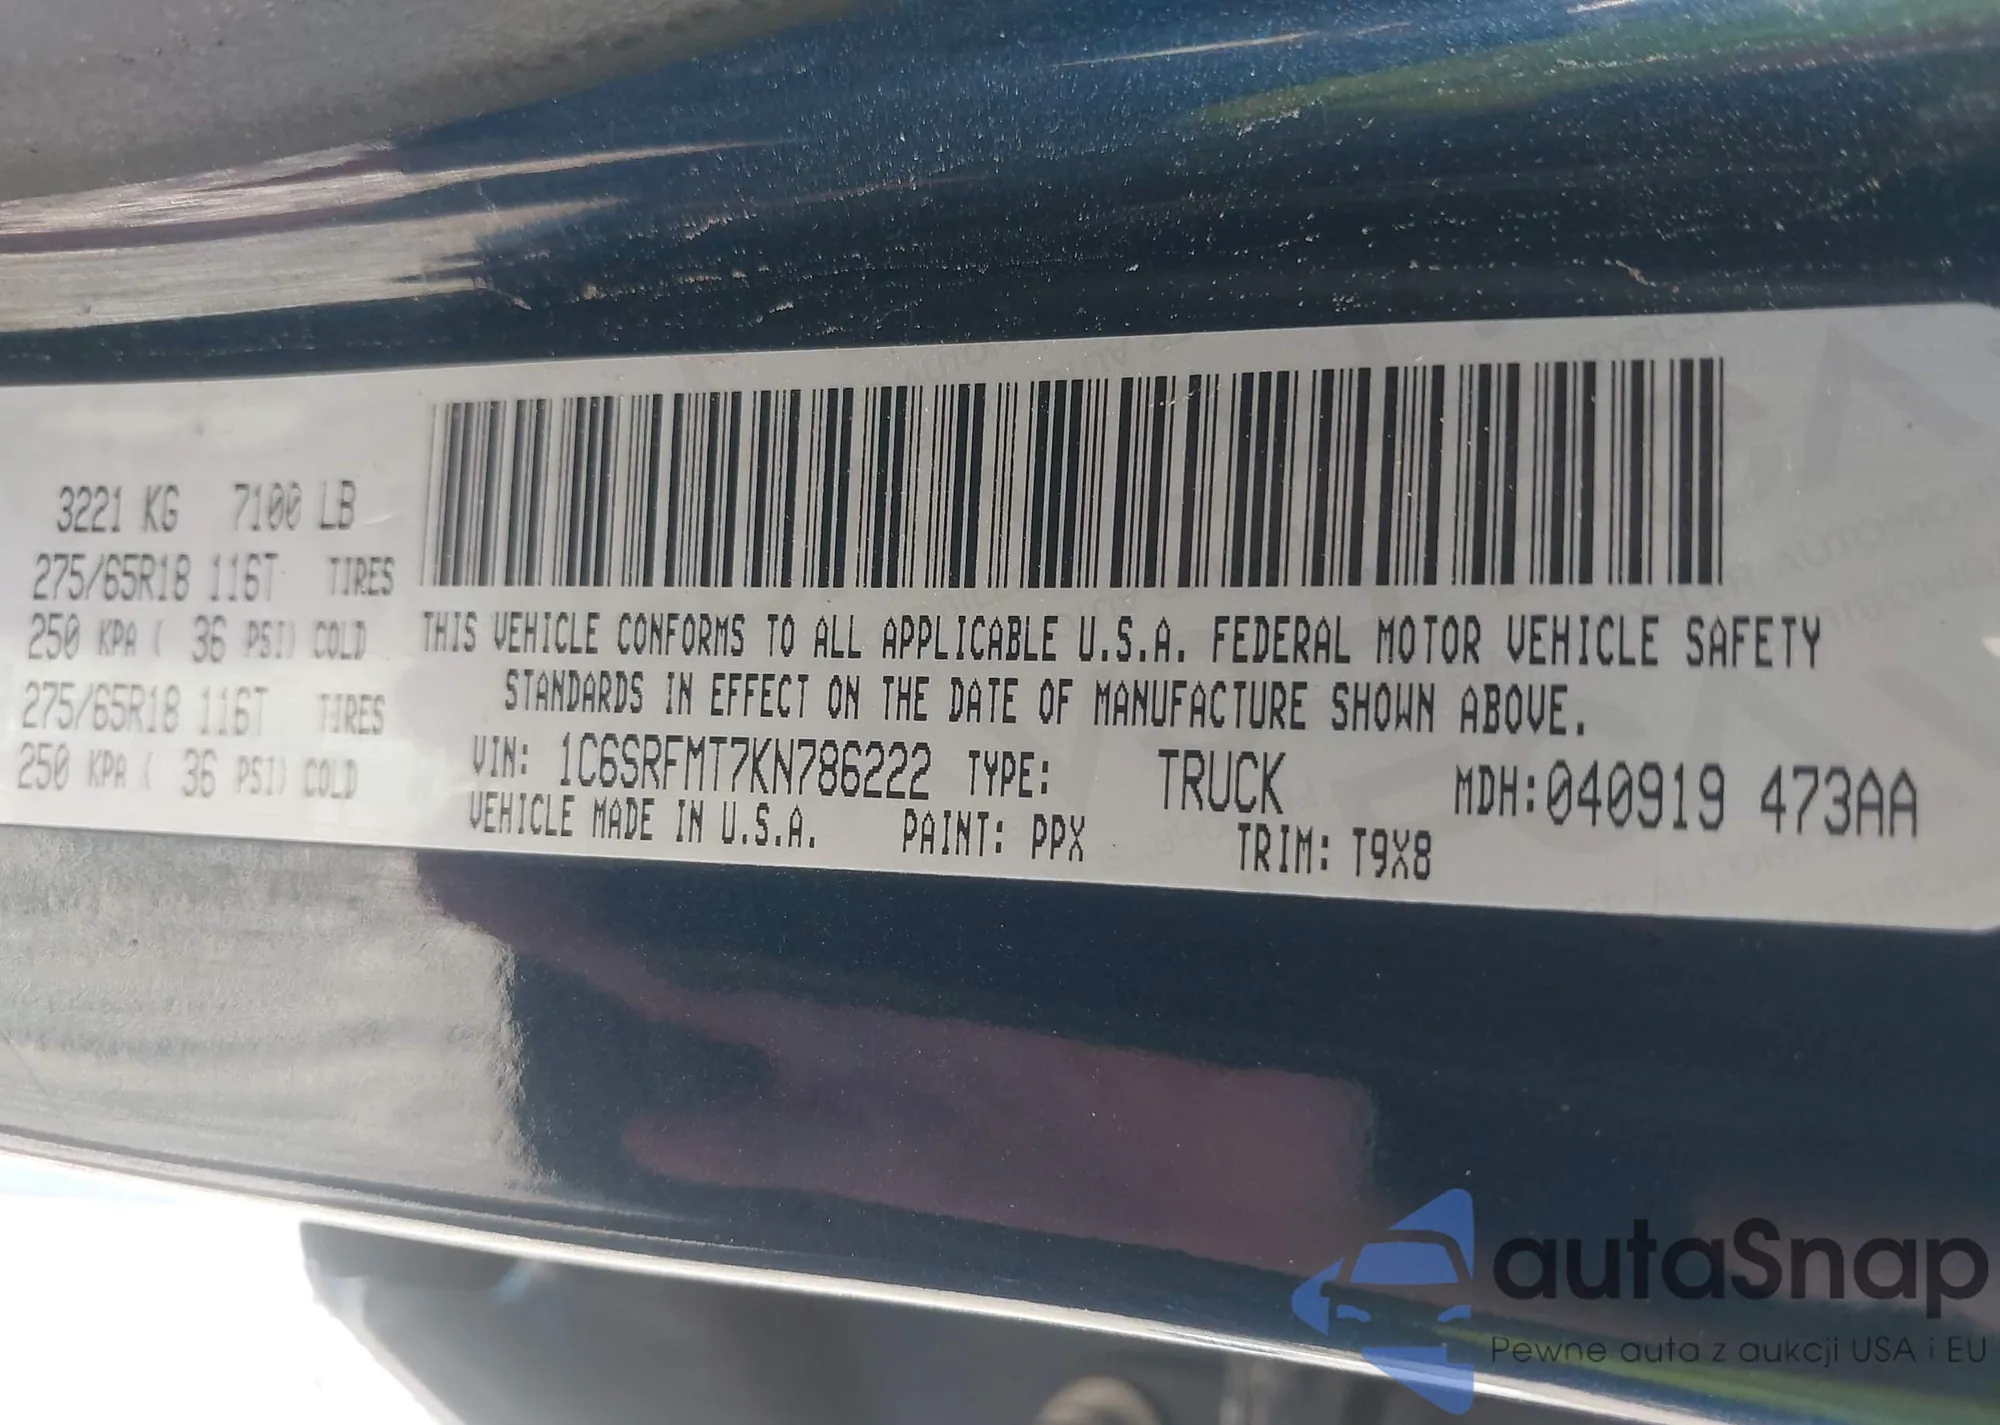 3221 KG 7100 LB
275/65R18 116T TIRES
250 KPA ( 36 PSI) COLD
275/65R18 116T TIRES
250 KPA ( 36 PSI) COLD
THIS VEHICLE CONFORMS TO ALL APPLICABLE U.S.A. FEDERAL MOTOR VEHICLE SAFETY
STANDARDS IN EFFECT ON THE DATE OF MANUFACTURE SHOWN ABOVE.
VIN: 1C6SRFMT7KN786222 TYPE: TRUCK MDH:040919 473AA
VEHICLE MADE IN U.S.A. PAINT: PPX TRIM: T9X8
autaSnap
Pewne auta z aukcji USA i EU